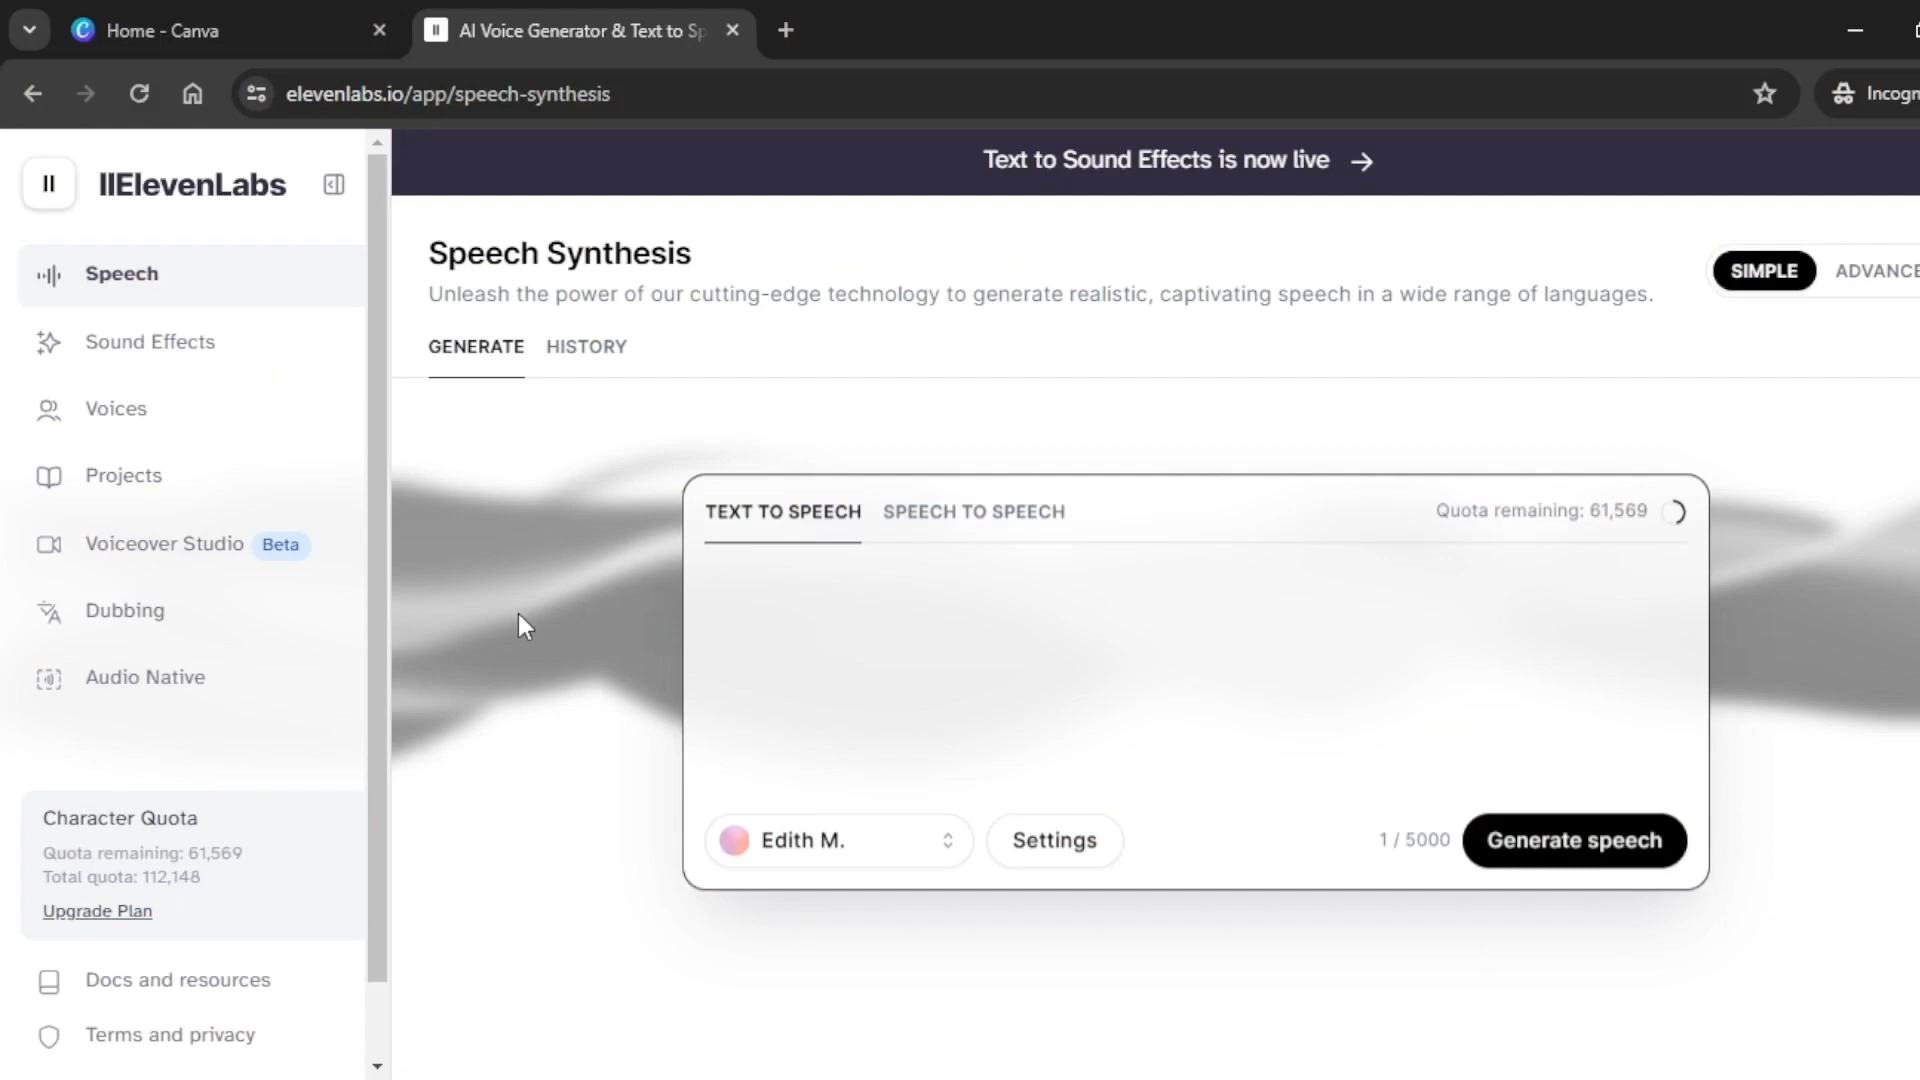 Home - Canva
AI Voice Generator & Text to Sp
elevenlabs.io/app/speech-synthesis
Incogn
IIElevenLabs
Text to Sound Effects is now live →
Speech
Sound Effects
Voices
Projects
Voiceover Studio Beta
Dubbing
Audio Native
Character Quota
Quota remaining: 61,569
Total quota: 112,148
Upgrade Plan
Docs and resources
Terms and privacy
Speech Synthesis
Unleash the power of our cutting-edge technology to generate realistic, captivating speech in a wide range of languages.
SIMPLE ADVANCE
GENERATE HISTORY
TEXT TO SPEECH SPEECH TO SPEECH Quota remaining: 61,569
Edith M. Settings 1 / 5000 Generate speech